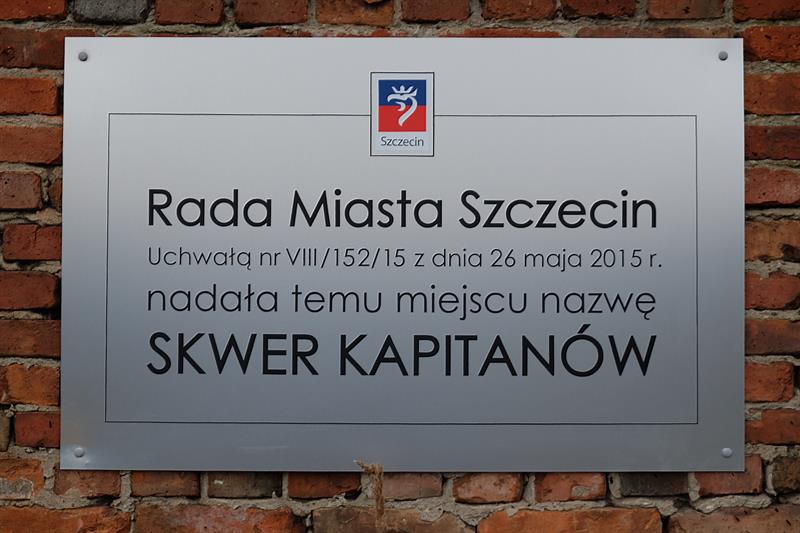 Szczecin
Rada Miasta Szczecin
Uchwałą nr VIII/152/15 z dnia 26 maja 2015 r.
nadała temu miejscu nazwę
SKWER KAPITANÓW